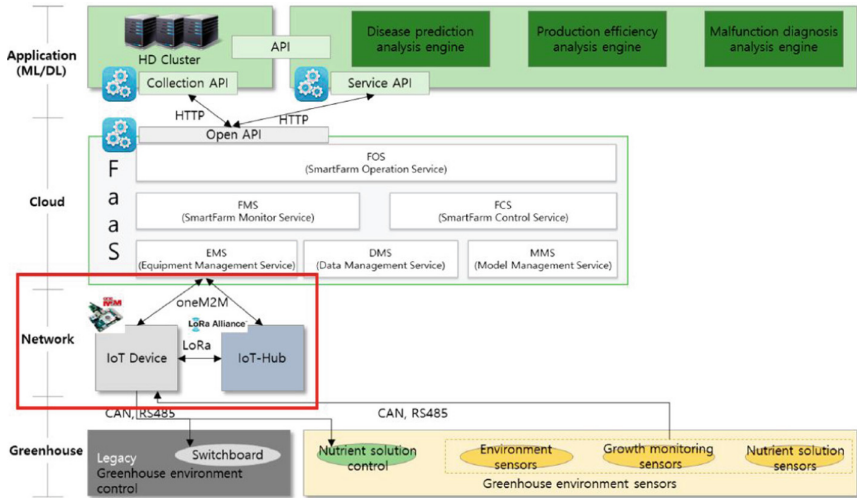 Application
(ML/DL)
HD Cluster
API
Disease prediction
analysis engine
Production efficiency
analysis engine
Malfunction diagnosis
analysis engine
Collection API
Service API
HTTP
HTTP
Open API
Cloud
FaaS
FOS
(SmartFarm Operation Service)
FMS
(SmartFarm Monitor Service)
FCS
(SmartFarm Control Service)
EMS
(Equipment Management Service)
DMS
(Data Management Service)
MMS
(Model Management Service)
Network
oneM2M
LoRa Alliance
LoRa
IoT Device
IoT-Hub
CAN, RS485
CAN, RS485
Greenhouse
Legacy
Greenhouse environment
control
Switchboard
Nutrient solution
control
Environment
sensors
Growth monitoring
sensors
Nutrient solution
sensors
Greenhouse environment sensors